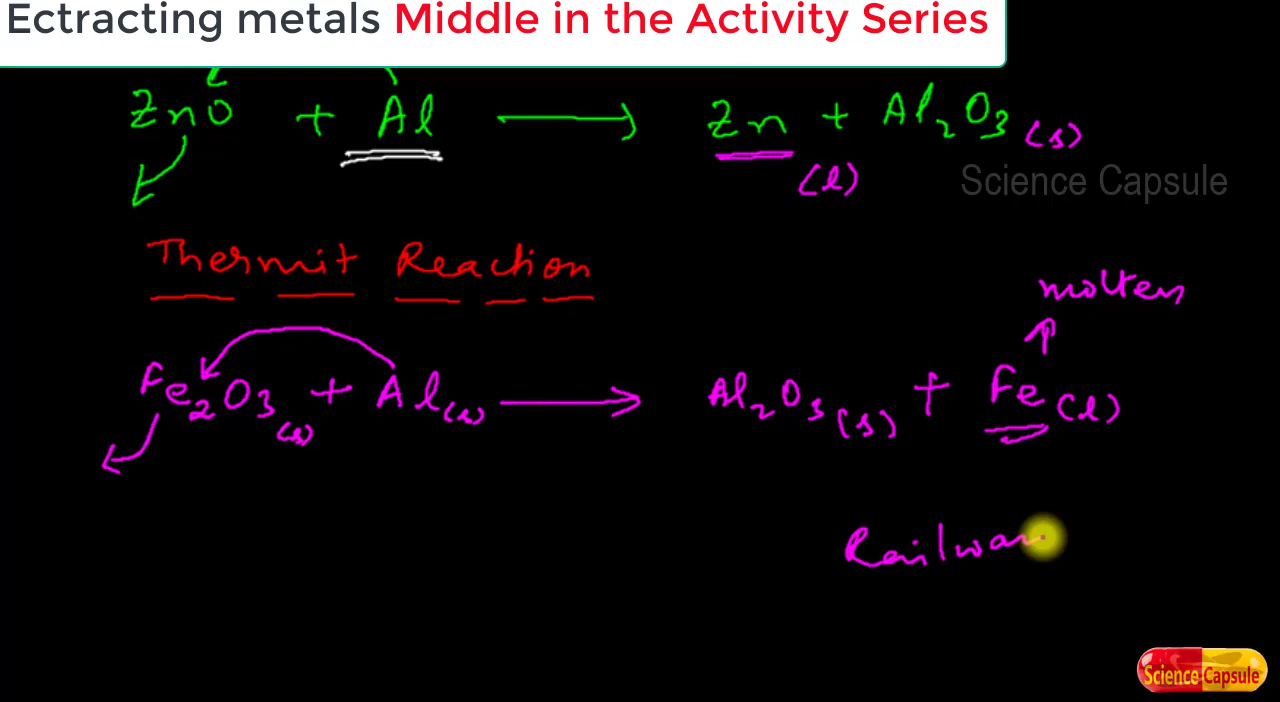 Ectracting metals Middle in the Activity Series
ZnO + Al → Zn (l) + Al₂O₃ (s)
Science Capsule
Thermit Reaction
molten
Fe₂O₃ (s) + Al (s) → Al₂O₃ (s) + Fe (l)
Railway
Science Capsule